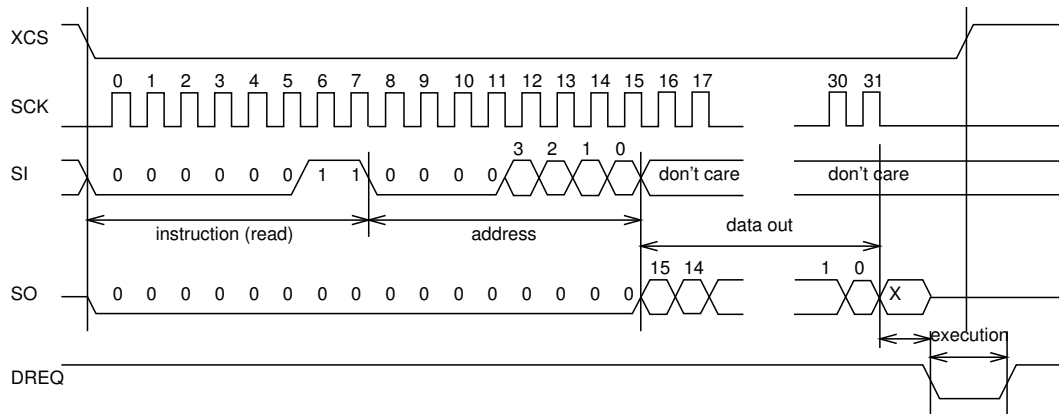 XCS
0 1 2 3 4 5 6 7 8 9 10 11 12 13 14 15 16 17 30 31
SCK
3 2 1 0
SI 0 0 0 0 0 0 1 1 0 0 0 0 don't care don't care
instruction (read) address data out
15 14 1 0
SO 0 0 0 0 0 0 0 0 0 0 0 0 0 0 0 0 X
execution
DREQ